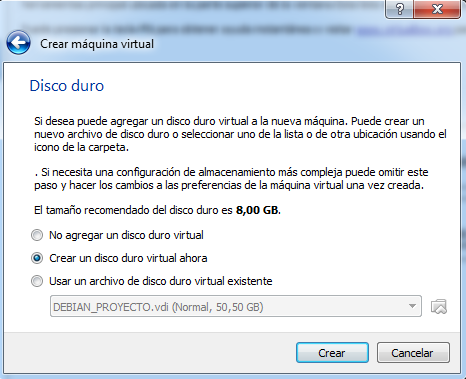 Crear máquina virtual
Disco duro
Si desea puede agregar un disco duro virtual a la nueva máquina. Puede crear un
nuevo archivo de disco duro o seleccionar uno de la lista o de otra ubicación usando el
icono de la carpeta.
. Si necesita una configuración de almacenamiento más compleja puede omitir este
paso y hacer los cambios a las preferencias de la máquina virtual una vez creada.
El tamaño recomendado del disco duro es 8,00 GB.
No agregar un disco duro virtual
Crear un disco duro virtual ahora
Usar un archivo de disco duro virtual existente
DEBIAN_PROYECTO.vdi (Normal, 50,50 GB)
Crear
Cancelar